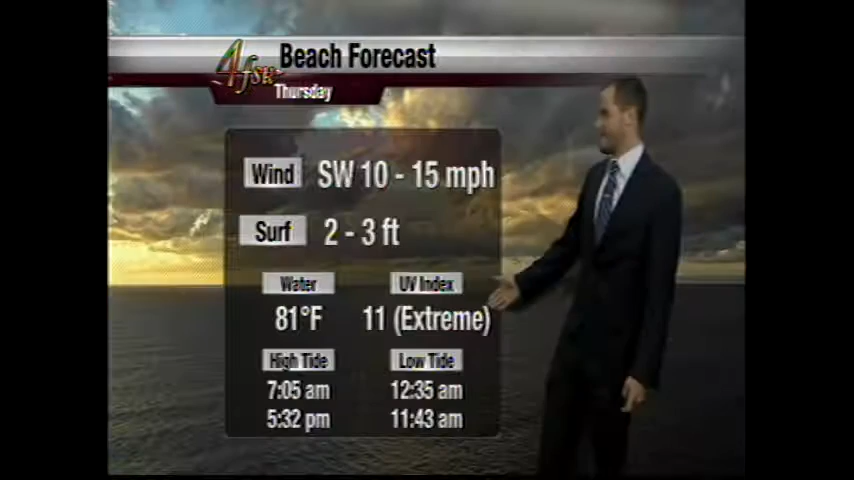 4fsu Beach Forecast
Thursday
Wind SW 10 - 15 mph
Surf 2 - 3 ft
Water UV Index
81°F 11 (Extreme)
High Tide Low Tide
7:05 am 12:35 am
5:32 pm 11:43 am